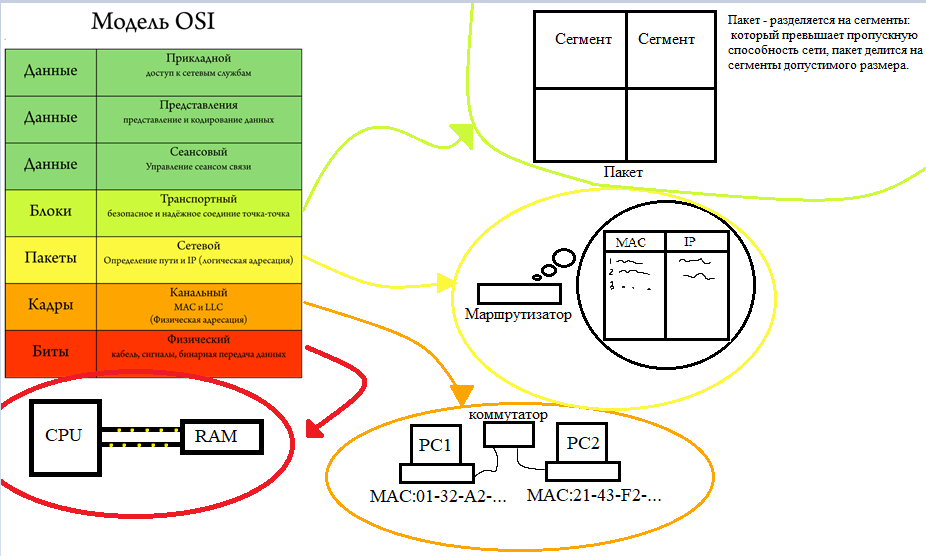 Модель OSI
Данные
Прикладной
доступ к сетевым службам
Данные
Представления
представление и кодирование данных
Данные
Сеансовый
Управление сеансом связи
Блоки
Транспортный
безопасное и надёжное соединие точка-точка
Пакеты
Сетевой
Определение пути и IP (логическая адресация)
Кадры
Канальный
MAC и LLC
(Физическая адресация)
Биты
Физический
кабель, сигналы, бинарная передача данных
Сегмент Сегмент
Пакет
Пакет - разделяется на сегменты:
который превышает пропускную
способность сети, пакет делится на
сегменты допустимого размера.
MAC IP
1
2
3
Маршрутизатор
CPU
RAM
коммутатор
PC1
PC2
MAC:01-32-A2-...
MAC:21-43-F2-...